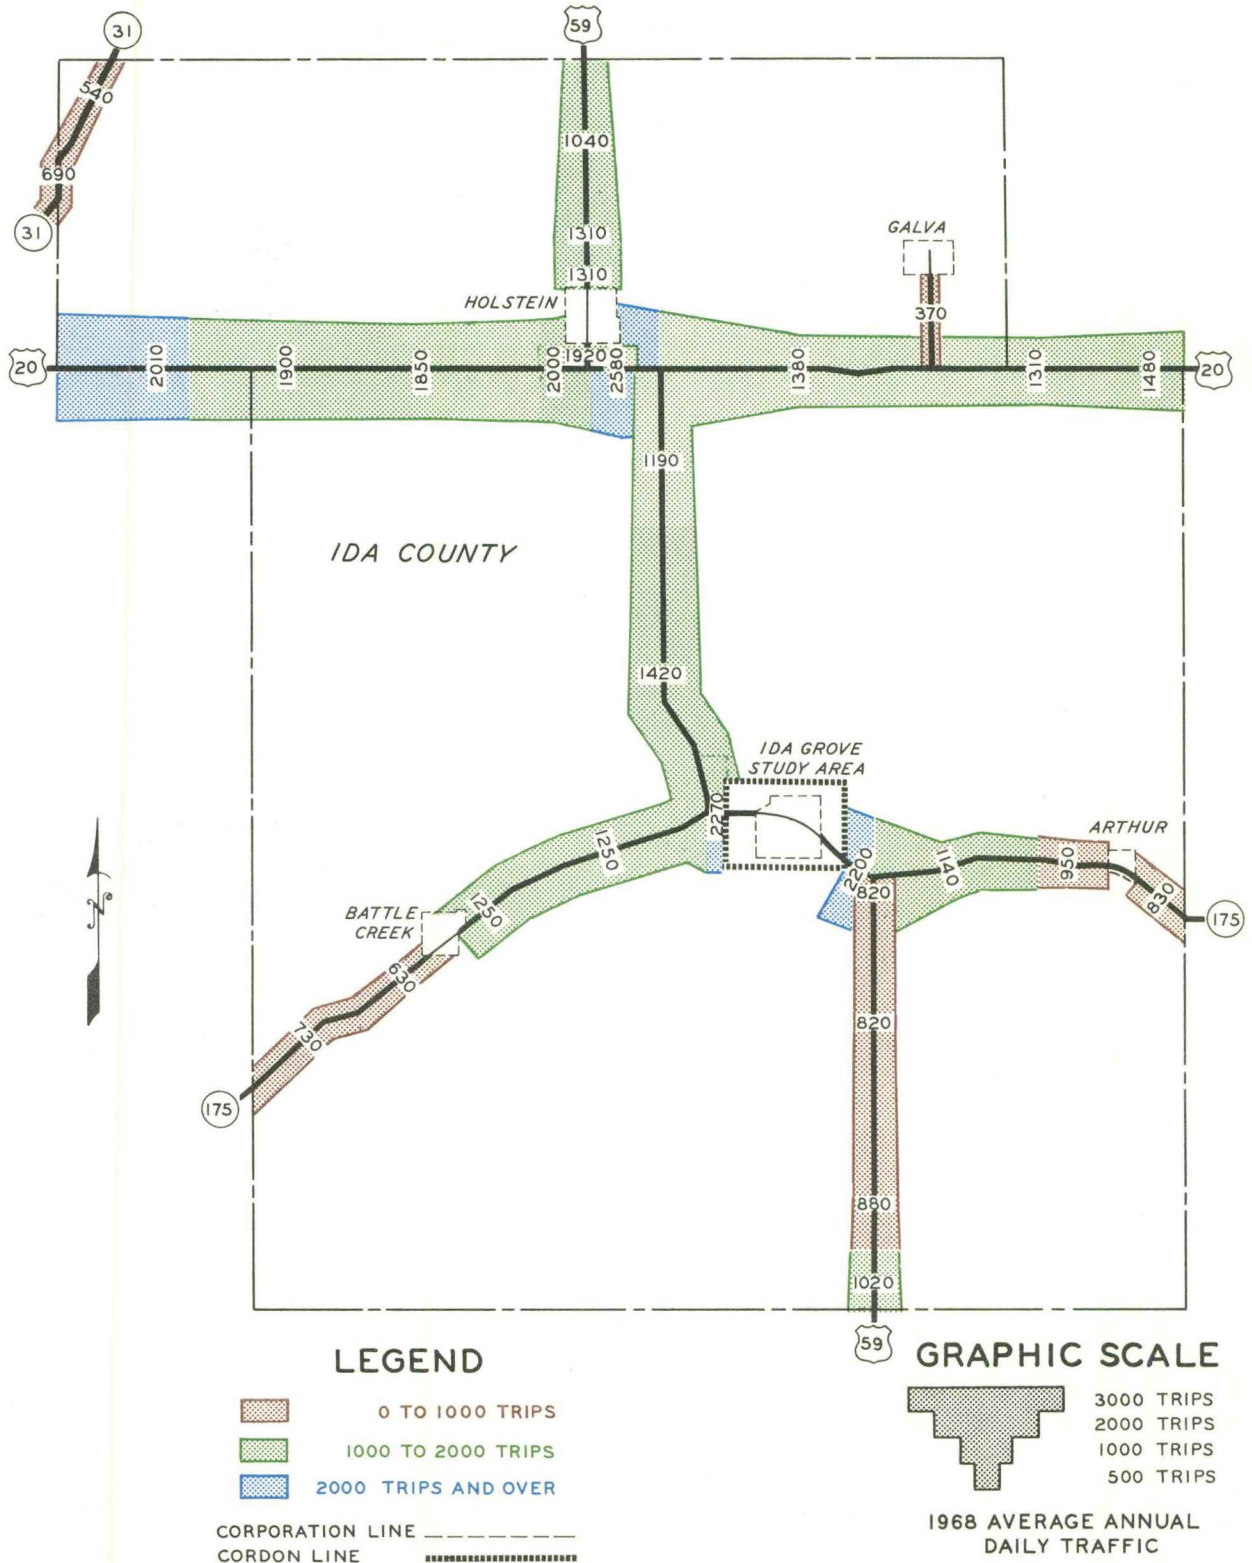 31
59
540
1040
690
31
1310
GALVA
1310
HOLSTEIN
370
20
2010
1900
1850
2000
1920
2580
1380
1310
1480
20
1190
IDA COUNTY
1420
IDA GROVE
STUDY AREA
2270
1250
ARTHUR
2200
1140
950
820
830
1250
BATTLE
CREEK
175
630
N
820
730
175
880
1020
59
LEGEND
0 TO 1000 TRIPS
1000 TO 2000 TRIPS
2000 TRIPS AND OVER
CORPORATION LINE
CORDON LINE
GRAPHIC SCALE
3000 TRIPS
2000 TRIPS
1000 TRIPS
500 TRIPS
1968 AVERAGE ANNUAL
DAILY TRAFFIC